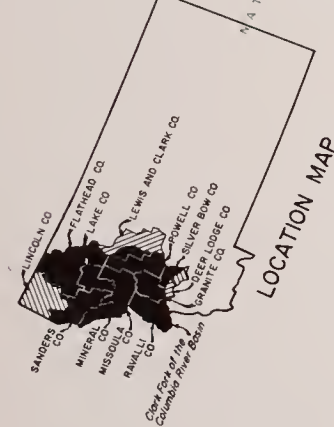 LINCOLN CO
FLATHEAD CO.
LAKE CO
LEWIS AND CLARK CO.
POWELL CO
SILVER BOW CO
DEER LODGE CO
GRANITE CO.
SANDERS
CO
MINERAL
CO
MISSOULA
CO
RAVALLI
CO
Clark Fork of the
Columbia River Basin
LOCATION MAP